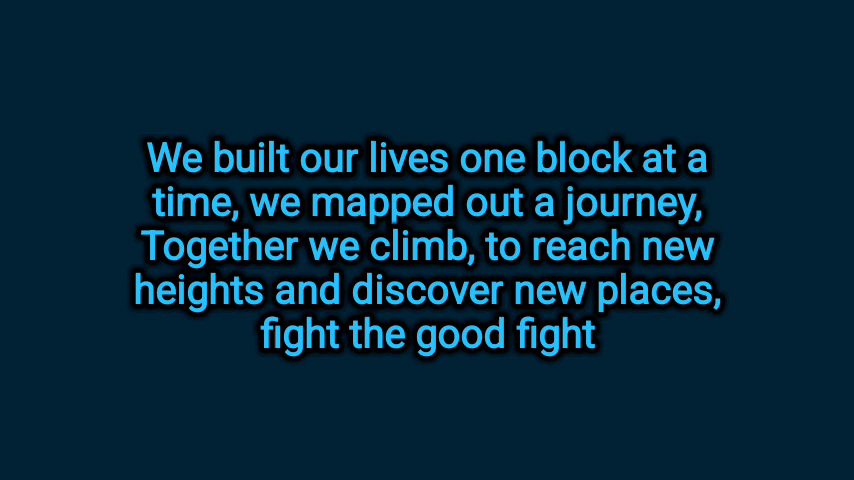 We built our lives one block at a
time, we mapped out a journey,
Together we climb, to reach new
heights and discover new places,
fight the good fight